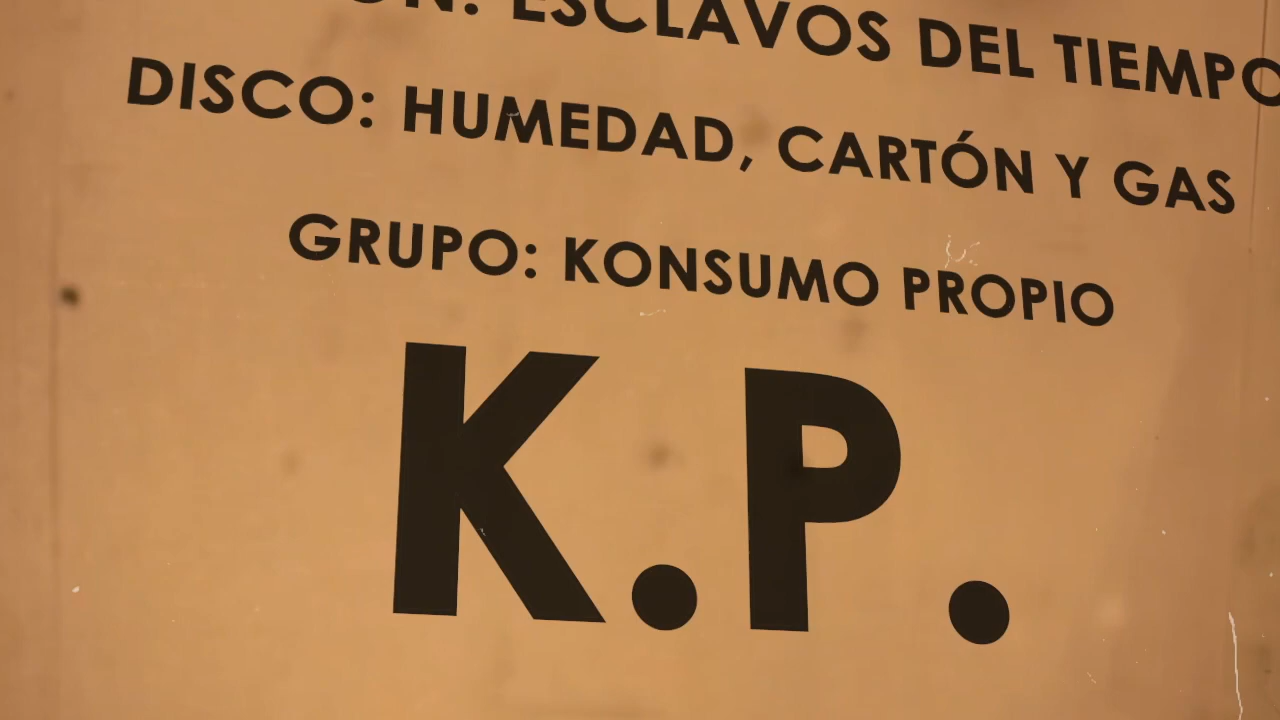 ESCLAVOS DEL TIEMPO
DISCO: HUMEDAD, CARTÓN Y GAS
GRUPO: KONSUMO PROPIO
K.P.